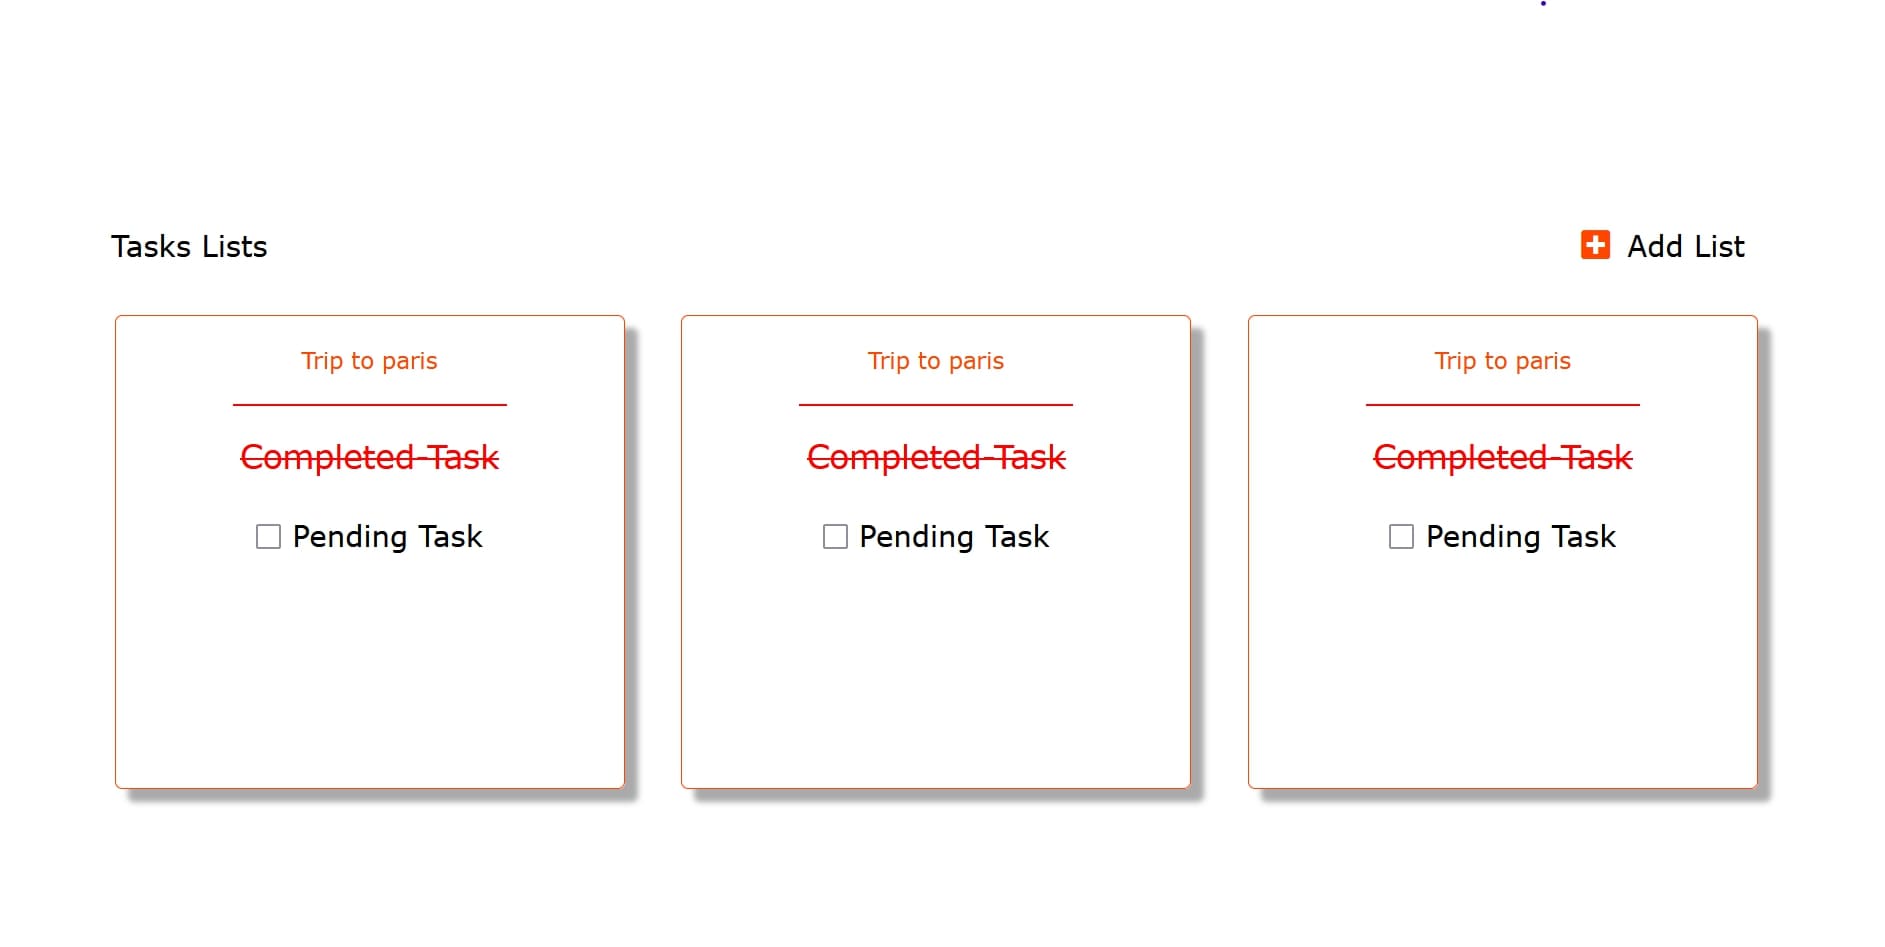 Tasks Lists
Add List
Trip to paris
Completed-Task
Pending Task
Trip to paris
Completed-Task
Pending Task
Trip to paris
Completed-Task
Pending Task